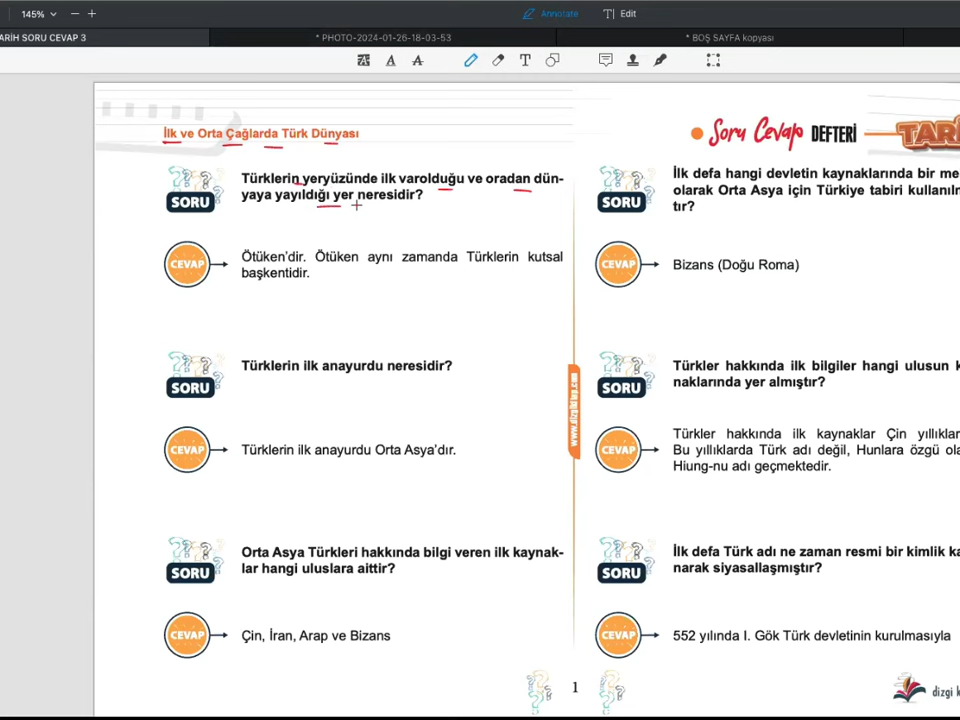 145%
Annotate
Edit
ARİH SORU CEVAP 3
* PHOTO-2024-01-26-18-03-53
* BOŞ SAYFA kopyası
İlk ve Orta Çağlarda Türk Dünyası
SORU
Türklerin yeryüzünde ilk varolduğu ve oradan dün-
yaya yayıldığı yer neresidir?
CEVAP
Ötüken'dir. Ötüken aynı zamanda Türklerin kutsal
başkentidir.
SORU
Türklerin ilk anayurdu neresidir?
CEVAP
Türklerin ilk anayurdu Orta Asya'dır.
SORU
Orta Asya Türkleri hakkında bilgi veren ilk kaynak-
lar hangi uluslara aittir?
CEVAP
Çin, İran, Arap ve Bizans
www.dizgikitap.com
Soru Cevap DEFTERİ
TARİ
SORU
İlk defa hangi devletin kaynaklarında bir me
olarak Orta Asya için Türkiye tabiri kullanılm
tır?
CEVAP
Bizans (Doğu Roma)
SORU
Türkler hakkında ilk bilgiler hangi ulusun k
naklarında yer almıştır?
CEVAP
Türkler hakkında ilk kaynaklar Çin yıllıklar
Bu yıllıklarda Türk adı değil, Hunlara özgü ola
Hiung-nu adı geçmektedir.
SORU
İlk defa Türk adı ne zaman resmi bir kimlik ka
narak siyasallaşmıştır?
CEVAP
552 yılında I. Gök Türk devletinin kurulmasıyla
1
dizgi k